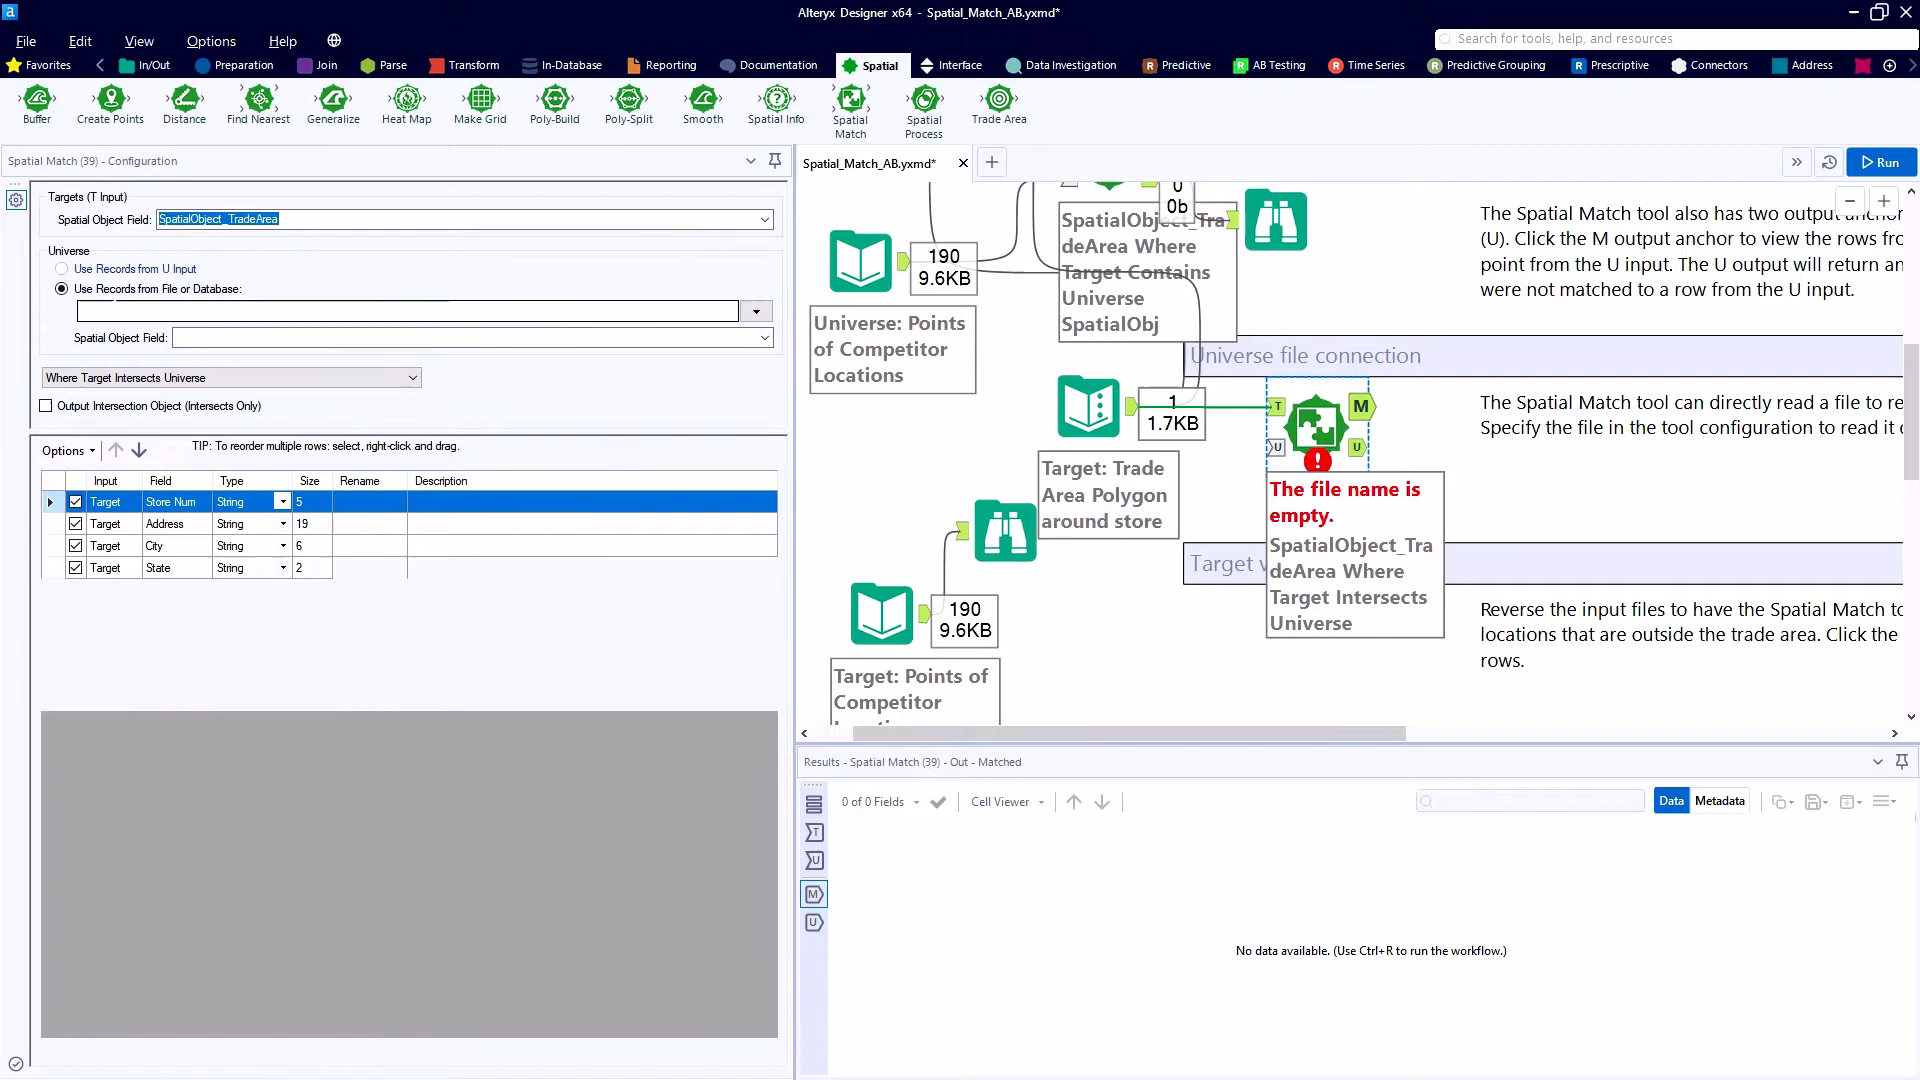 Alteryx Designer x64 - Spatial_Match_AB.yxmd*
File Edit View Options Help
Search for tools, help, and resources
Favorites In/Out Preparation Join Parse Transform In-Database Reporting Documentation Spatial Interface Data Investigation Predictive AB Testing Time Series Predictive Grouping Prescriptive Connectors Address
Buffer Create Points Distance Find Nearest Generalize Heat Map Make Grid Poly-Build Poly-Split Smooth Spatial Info Spatial Match Spatial Process Trade Area
Spatial Match (39) - Configuration
Targets (T Input)
Spatial Object Field: SpatialObject_TradeArea
Universe
Use Records from U Input
Use Records from File or Database:
Spatial Object Field:
Where Target Intersects Universe
Output Intersection Object (Intersects Only)
Options TIP: To reorder multiple rows: select, right-click and drag.
Input Field Type Size Rename Description
Target Store Num String 5
Target Address String 19
Target City String 6
Target State String 2
Spatial_Match_AB.yxmd*
Run
0
0b
SpatialObject_Tra
deArea Where
Target Contains
Universe
SpatialObj
190
9.6KB
Universe: Points
of Competitor
Locations
The Spatial Match tool also has two output anchor
(U). Click the M output anchor to view the rows fro
point from the U input. The U output will return an
were not matched to a row from the U input.
Universe file connection
1
1.7KB
Target: Trade
Area Polygon
around store
T
U
M
U
The file name is
empty.
SpatialObject_Tra
deArea Where
Target Intersects
Universe
The Spatial Match tool can directly read a file to re
Specify the file in the tool configuration to read it
Target
190
9.6KB
Target: Points of
Competitor
Reverse the input files to have the Spatial Match to
locations that are outside the trade area. Click the
rows.
Results - Spatial Match (39) - Out - Matched
0 of 0 Fields Cell Viewer Data Metadata
T
U
M
U
No data available. (Use Ctrl+R to run the workflow.)